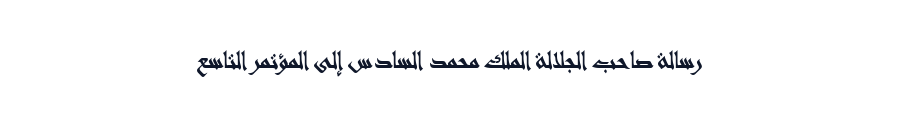 رسالة صاحب الجلالة الملك محمد السادس إلى المؤتمر التاسع